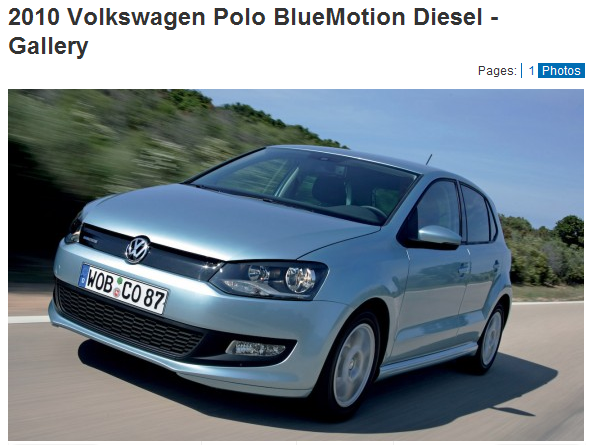 2010 Volkswagen Polo BlueMotion Diesel -
Gallery
Pages: | 1 Photos
WOB CO 87